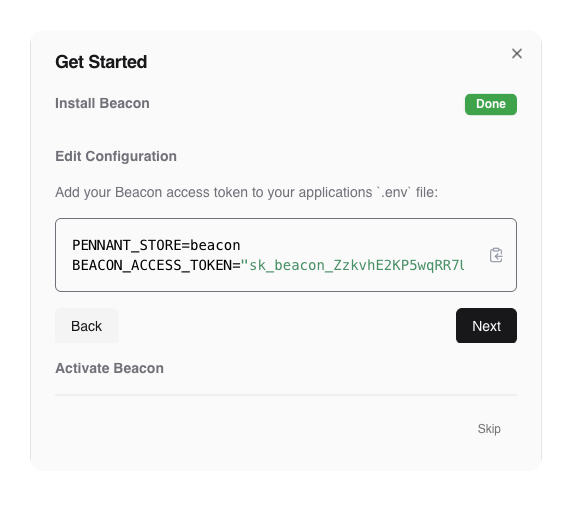 Get Started
Install Beacon
Done
Edit Configuration
Add your Beacon access token to your applications `.env` file:
PENNANT_STORE=beacon
BEACON_ACCESS_TOKEN="sk_beacon_ZzkvhE2KP5wqRR7U
Back
Next
Activate Beacon
Skip